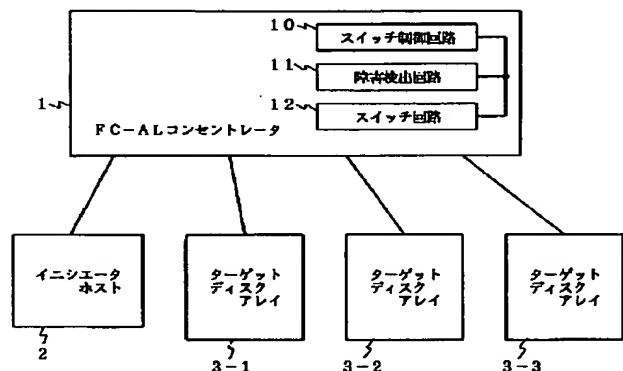 10
スイッチ制御回路
11
障害検出回路
12
スイッチ回路
1
FC-ALコンセントレータ
イニシエータ
ホスト
ターゲット
ディスク
アレイ
ターゲット
ディスク
アレイ
ターゲット
ディスク
アレイ
2
3-1
3-2
3-3